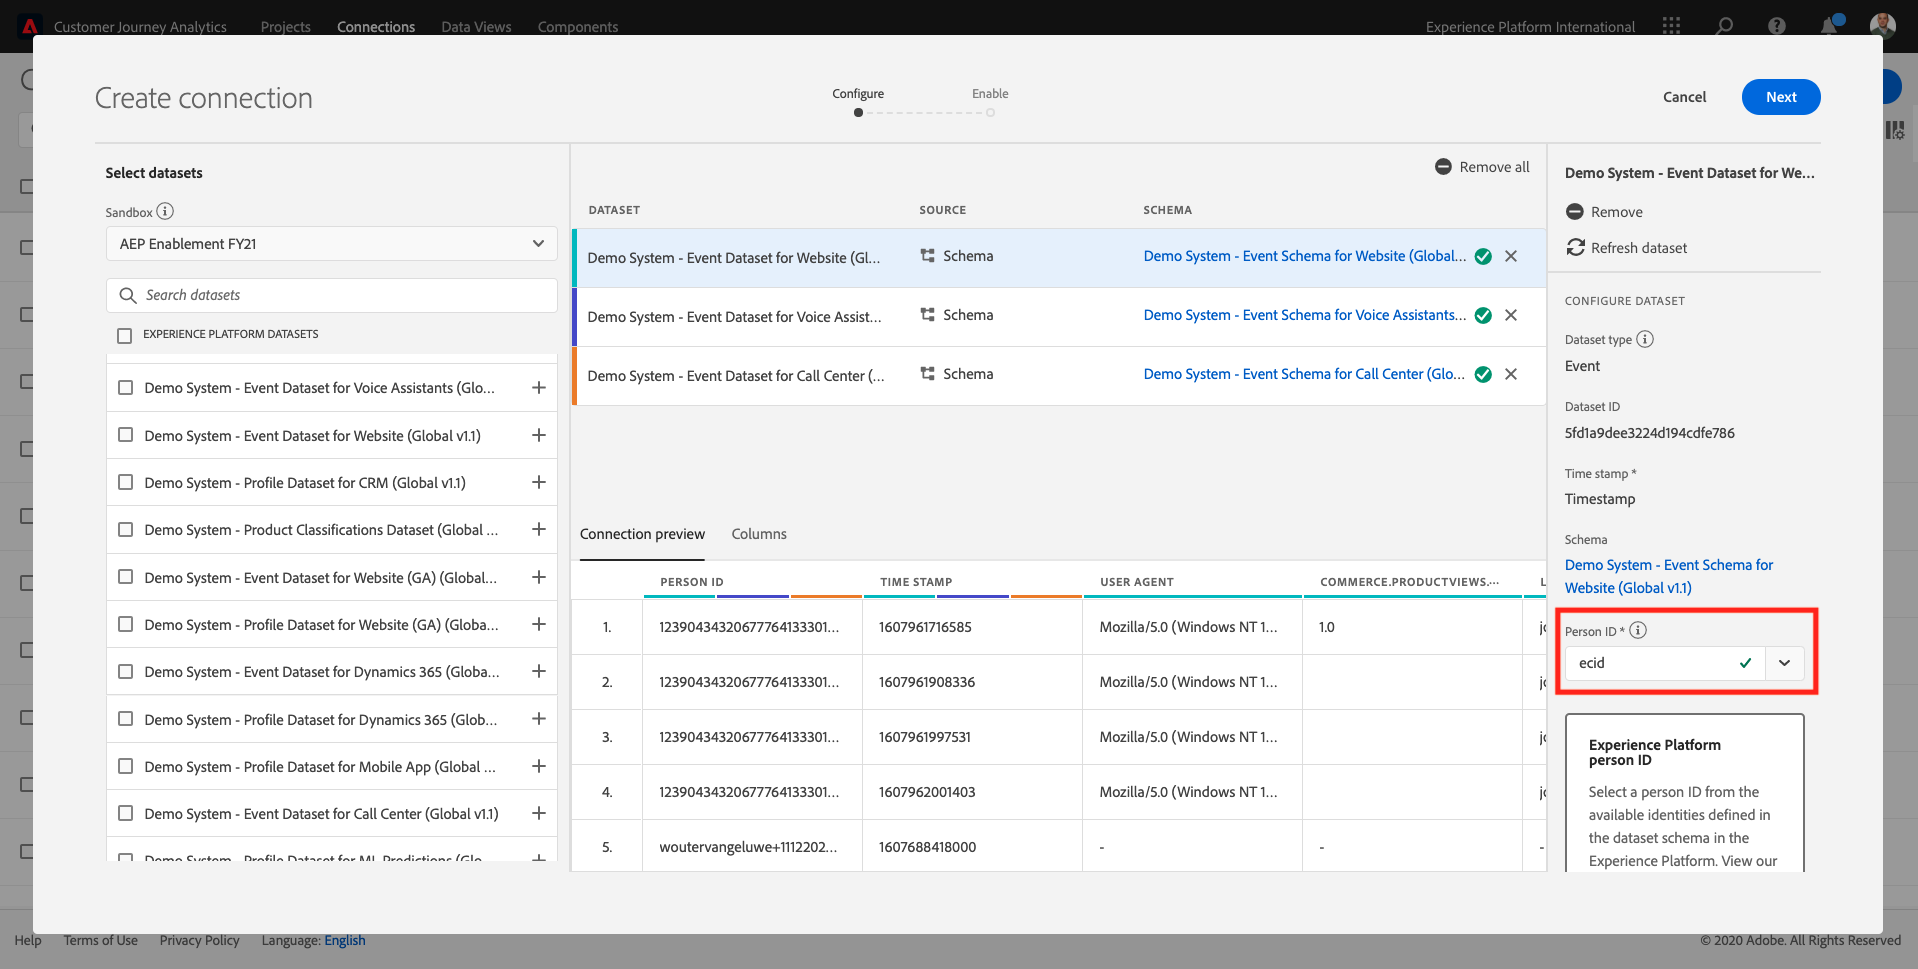 Customer Journey Analytics
Projects
Connections
Data Views
Components
Experience Platform International
Create connection
Configure
Enable
Cancel
Next
Select datasets
Sandbox
AEP Enablement FY21
Search datasets
EXPERIENCE PLATFORM DATASETS
Demo System - Event Dataset for Voice Assistants (Glo...
Demo System - Event Dataset for Website (Global v1.1)
Demo System - Profile Dataset for CRM (Global v1.1)
Demo System - Product Classifications Dataset (Global ...
Demo System - Event Dataset for Website (GA) (Global...
Demo System - Profile Dataset for Website (GA) (Globa...
Demo System - Event Dataset for Dynamics 365 (Globa...
Demo System - Profile Dataset for Dynamics 365 (Glob...
Demo System - Profile Dataset for Mobile App (Global ...
Demo System - Event Dataset for Call Center (Global v1.1)
Demo System - Profile Dataset for ML Predictions (Glo...
Remove all
DATASET
SOURCE
SCHEMA
Demo System - Event Dataset for Website (Gl...
Schema
Demo System - Event Schema for Website (Global...
Demo System - Event Dataset for Voice Assist...
Schema
Demo System - Event Schema for Voice Assistants...
Demo System - Event Dataset for Call Center (...
Schema
Demo System - Event Schema for Call Center (Glo...
Connection preview
Columns
PERSON ID
TIME STAMP
USER AGENT
COMMERCE.PRODUCTVIEWS....
1.
12390434320677764133301...
1607961716585
Mozilla/5.0 (Windows NT 1...
1.0
2.
12390434320677764133301...
1607961908336
Mozilla/5.0 (Windows NT 1...
3.
12390434320677764133301...
1607961997531
Mozilla/5.0 (Windows NT 1...
4.
12390434320677764133301...
1607962001403
Mozilla/5.0 (Windows NT 1...
5.
woutervangeluwe+1112202...
1607688418000
-
-
-
Demo System - Event Dataset for We...
Remove
Refresh dataset
CONFIGURE DATASET
Dataset type
Event
Dataset ID
5fd1a9dee3224d194cdfe786
Time stamp *
Timestamp
Schema
Demo System - Event Schema for
Website (Global v1.1)
Person ID *
ecid
Experience Platform
person ID
Select a person ID from the
available identities defined in
the dataset schema in the
Experience Platform. View our
Help
Terms of Use
Privacy Policy
Language: English
© 2020 Adobe. All Rights Reserved